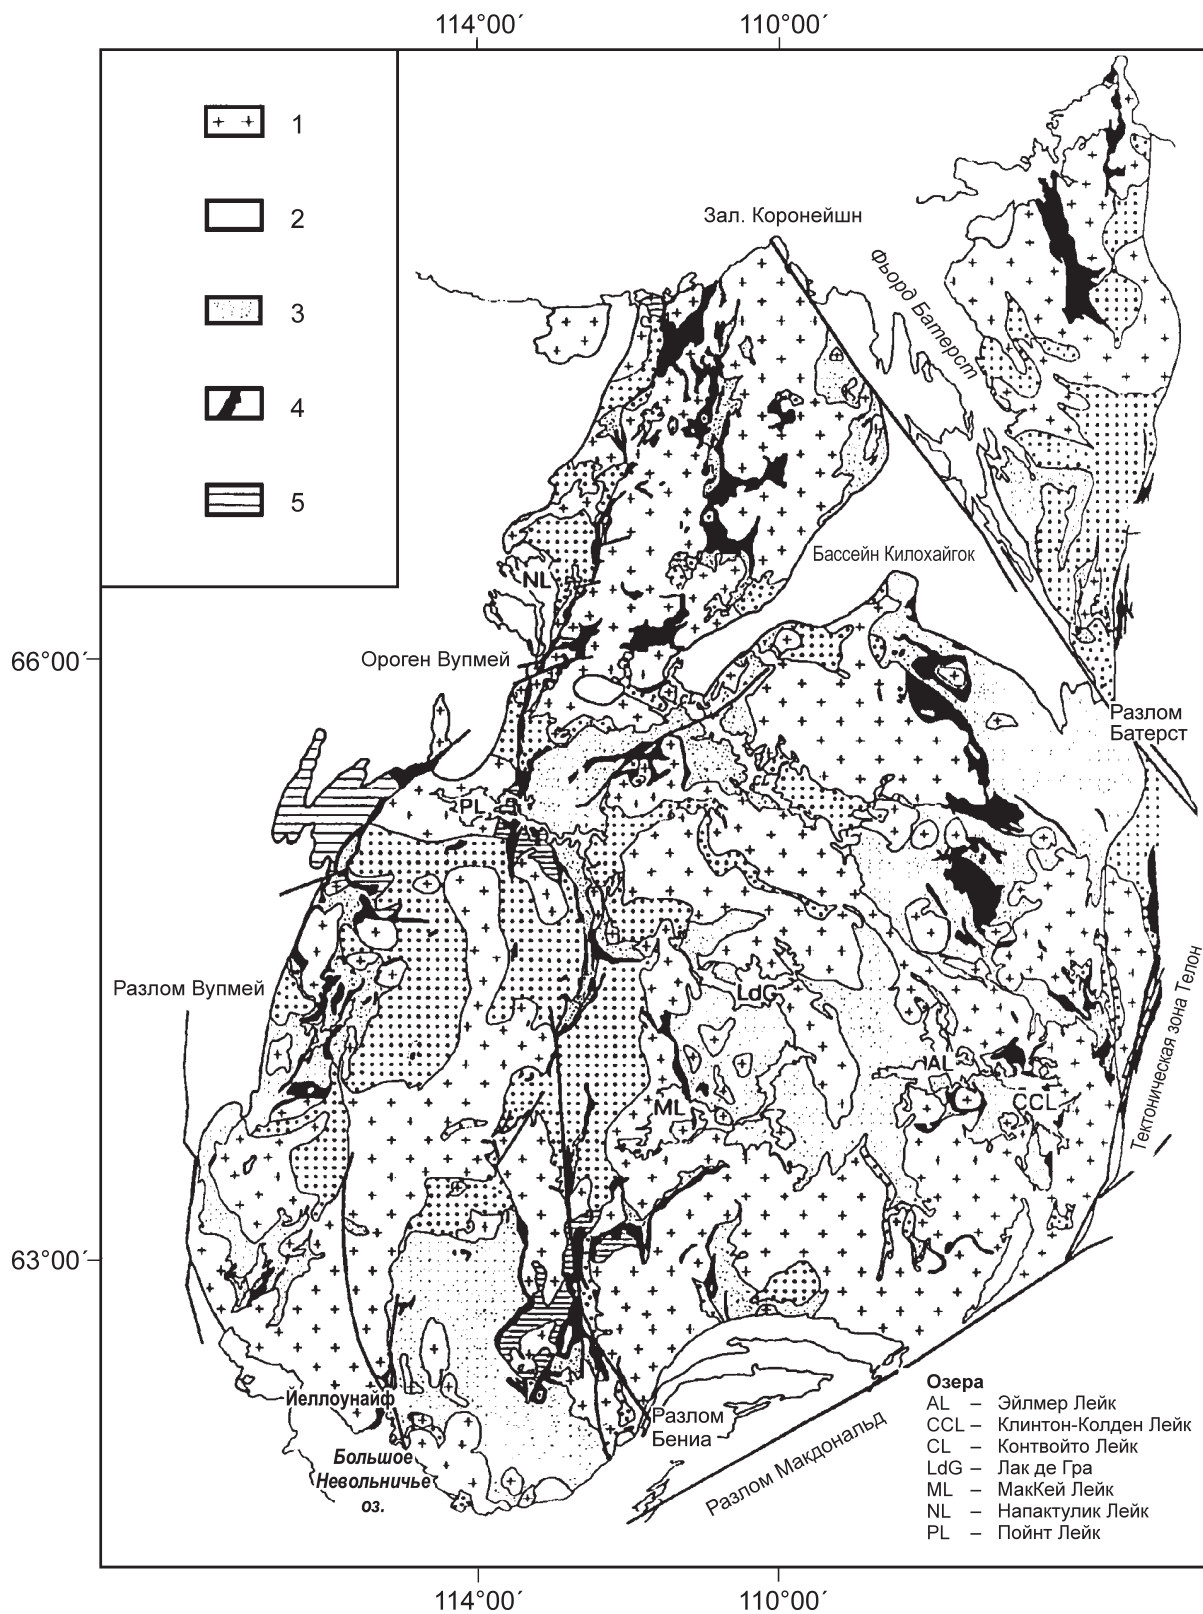 114°00´
110°00´
1
2
3
4
5
Зал. Коронейшн
Фьорд Батерст
Бассейн Килохайгок
NL
66°00´
Ороген Вупмей
Разлом
Батерст
PL
Разлом Вупмей
LdG
Тектоническая зона Телон
AL
ML
CCL
63°00´
Йеллоунайф
Разлом
Бениа
Большое
Невольничье
оз.
Разлом Макдональд
Озера
AL – Эйлмер Лейк
CCL – Клинтон-Колден Лейк
CL – Контвойто Лейк
LdG – Лак де Гра
ML – МакКей Лейк
NL – Напактулик Лейк
PL – Пойнт Лейк
114°00´
110°00´